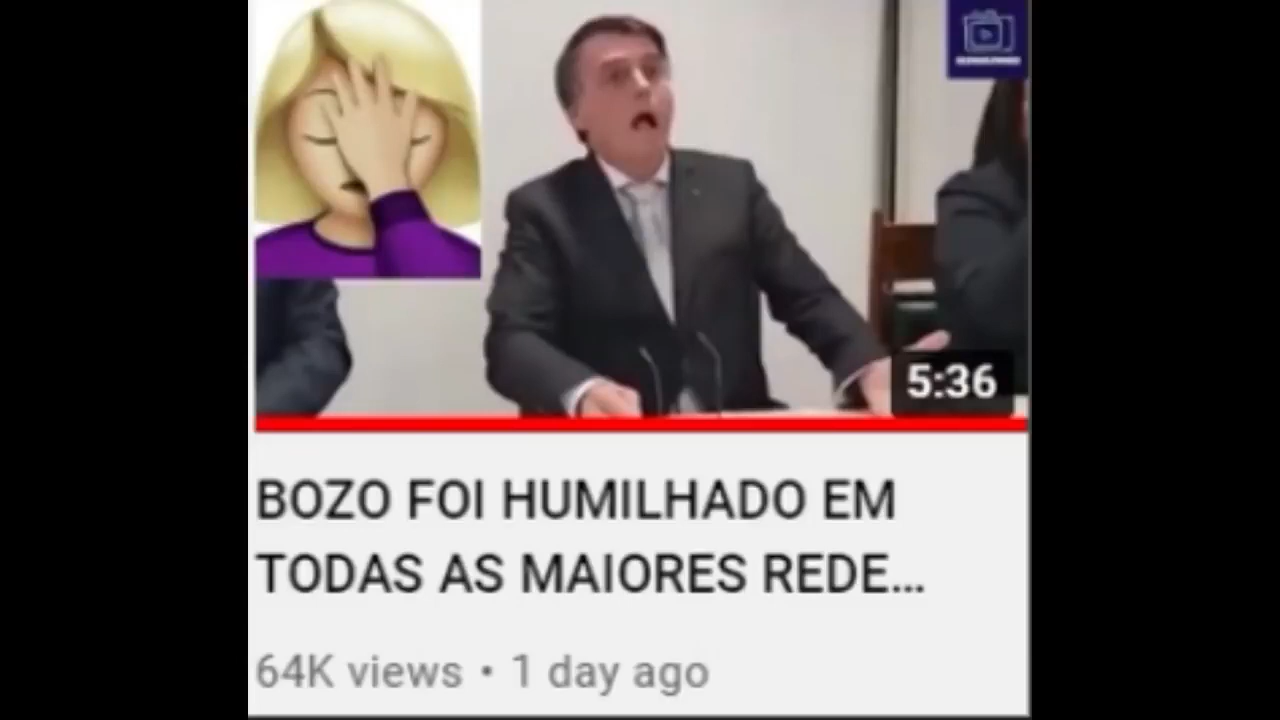 5:36
BOZO FOI HUMILHADO EM
TODAS AS MAIORES REDE...
64K views • 1 day ago